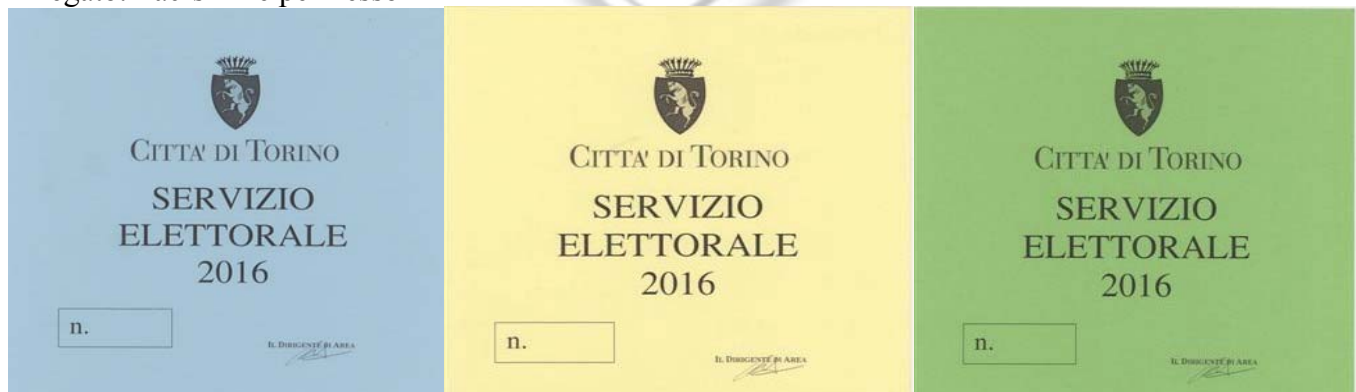 CITTA' DI TORINO
SERVIZIO
ELETTORALE
2016
n.
IL DIRIGENTE DI AREA
CITTA' DI TORINO
SERVIZIO
ELETTORALE
2016
n.
IL DIRIGENTE DI AREA
CITTA' DI TORINO
SERVIZIO
ELETTORALE
2016
n.
IL DIRIGENTE DI AREA